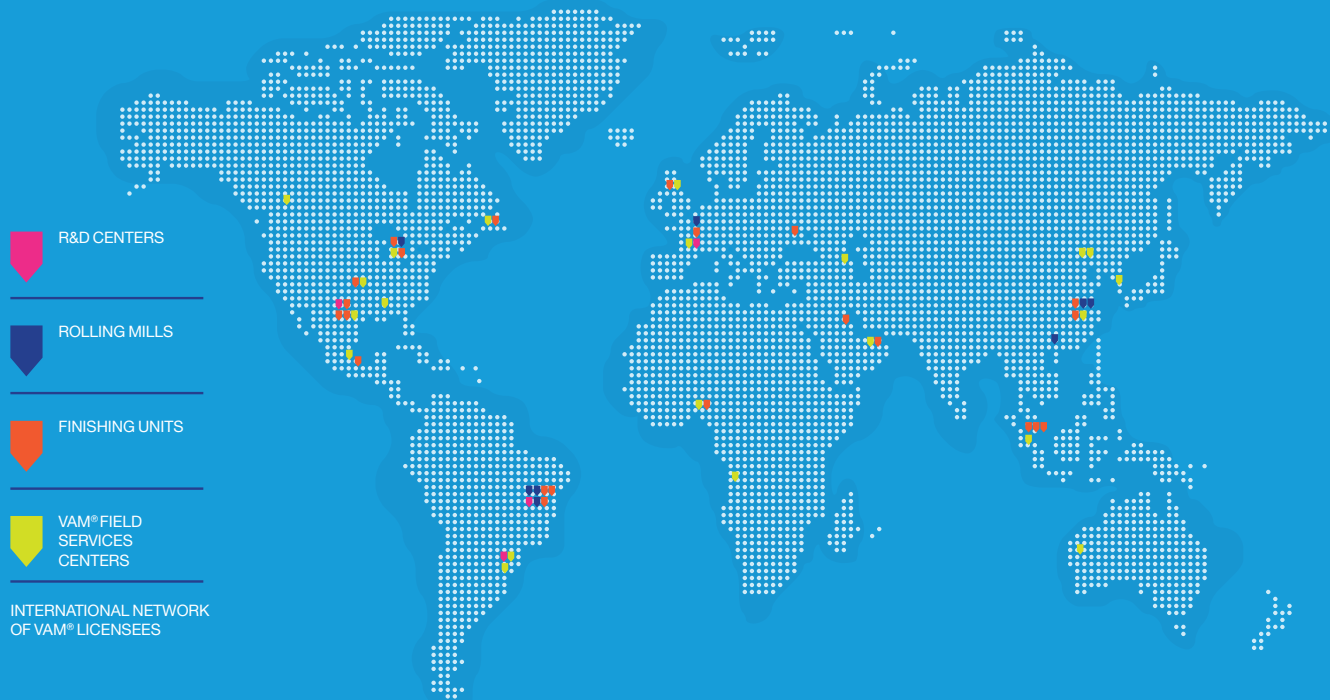 R&D CENTERS
ROLLING MILLS
FINISHING UNITS
VAM® FIELD
SERVICES
CENTERS
INTERNATIONAL NETWORK
OF VAM® LICENSEES